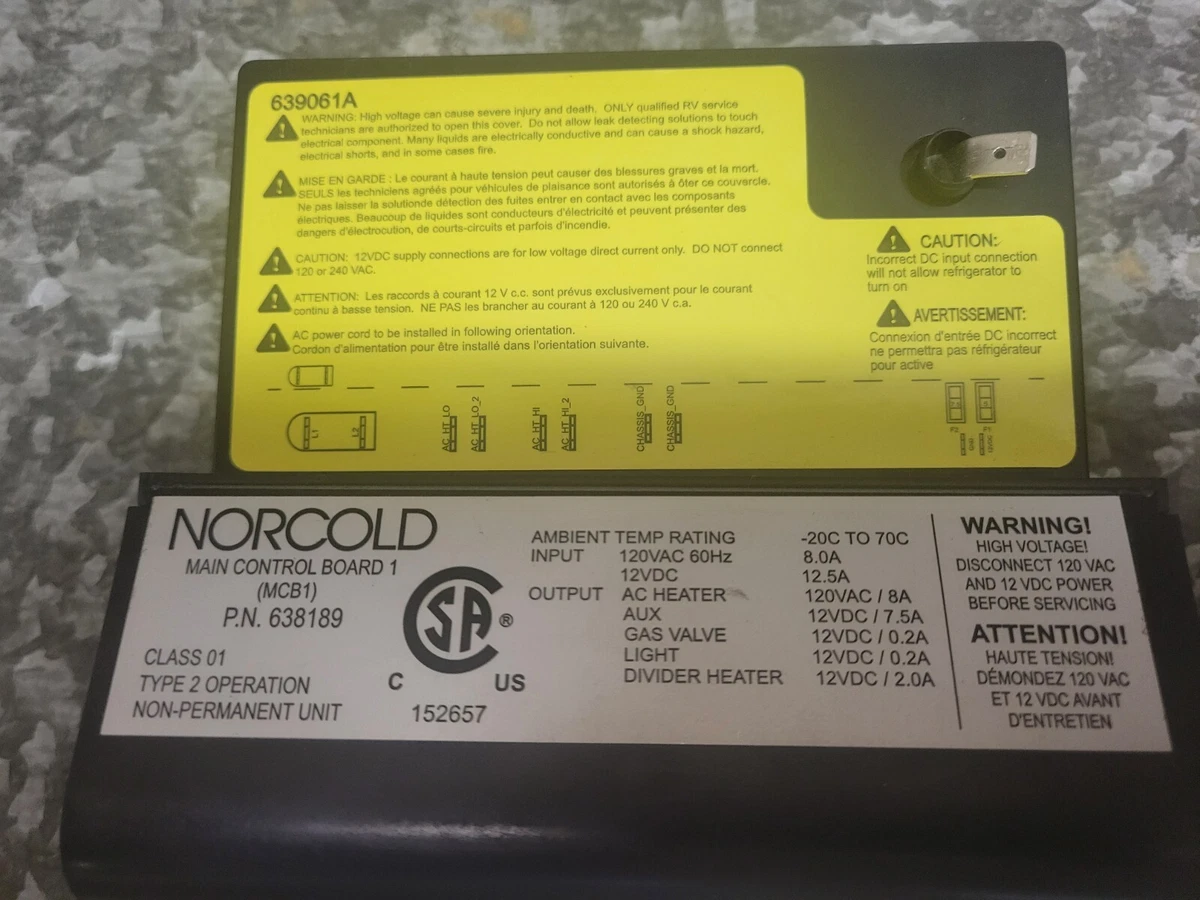 639061A
WARNING: High voltage can cause severe injury and death. ONLY qualified RV service
technicians are authorized to open this cover. Do not allow leak detecting solutions to touch
electrical component. Many liquids are electrically conductive and can cause a shock hazard,
electrical shorts, and in some cases fire.
MISE EN GARDE : Le courant à haute tension peut causer des blessures graves et la mort.
SEULS les techniciens agréés pour véhicules de plaisance sont autorisés à ôter ce couvercle.
Ne pas laisser la solutionde détection des fuites entrer en contact avec les composants
électriques. Beaucoup de liquides sont conducteurs d'électricité et peuvent présenter des
dangers d'électrocution, de courts-circuits et parfois d'incendie.
CAUTION: 12VDC supply connections are for low voltage direct current only. DO NOT connect
120 or 240 VAC.
ATTENTION: Les raccords à courant 12 V c.c. sont prévus exclusivement pour le courant
continu à basse tension. NE PAS les brancher au courant à 120 ou 240 V c.a.
AC power cord to be installed in following orientation.
Cordon d'alimentation pour être installé dans l'orientation suivante.
CAUTION:
Incorrect DC input connection
will not allow refrigerator to
turn on
AVERTISSEMENT:
Connexion d'entrée DC incorrect
ne permettra pas réfrigérateur
pour active
L1
L2
AC_HT_LO
AC_HT_LO_2
AC_HT_HI
AC_HT_HI_2
CHASSIS_GND
CHASSIS_GND
7.5
5
F2
F1
GND
12VDC
NORCOLD
MAIN CONTROL BOARD 1
(MCB1)
P.N. 638189
CLASS 01
TYPE 2 OPERATION
NON-PERMANENT UNIT
SA ®
C US
152657
AMBIENT TEMP RATING -20C TO 70C
INPUT 120VAC 60Hz 8.0A
12VDC 12.5A
OUTPUT AC HEATER 120VAC / 8A
AUX 12VDC / 7.5A
GAS VALVE 12VDC / 0.2A
LIGHT 12VDC / 0.2A
DIVIDER HEATER 12VDC / 2.0A
WARNING!
HIGH VOLTAGE!
DISCONNECT 120 VAC
AND 12 VDC POWER
BEFORE SERVICING
ATTENTION!
HAUTE TENSION!
DÉMONDEZ 120 VAC
ET 12 VDC AVANT
D'ENTRETIEN